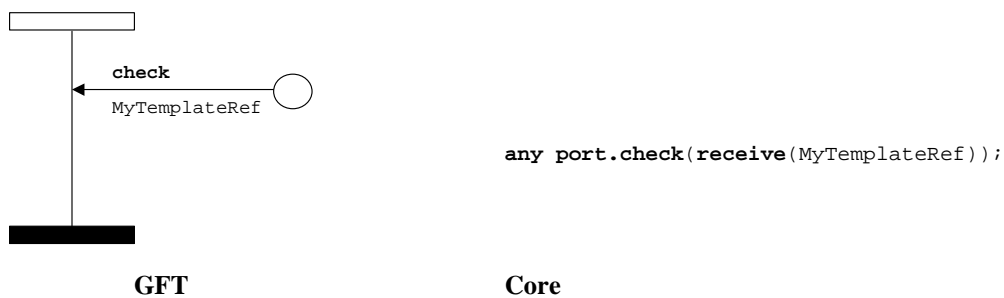 check
MyTemplateRef
any port.check(receive(MyTemplateRef));
GFT Core